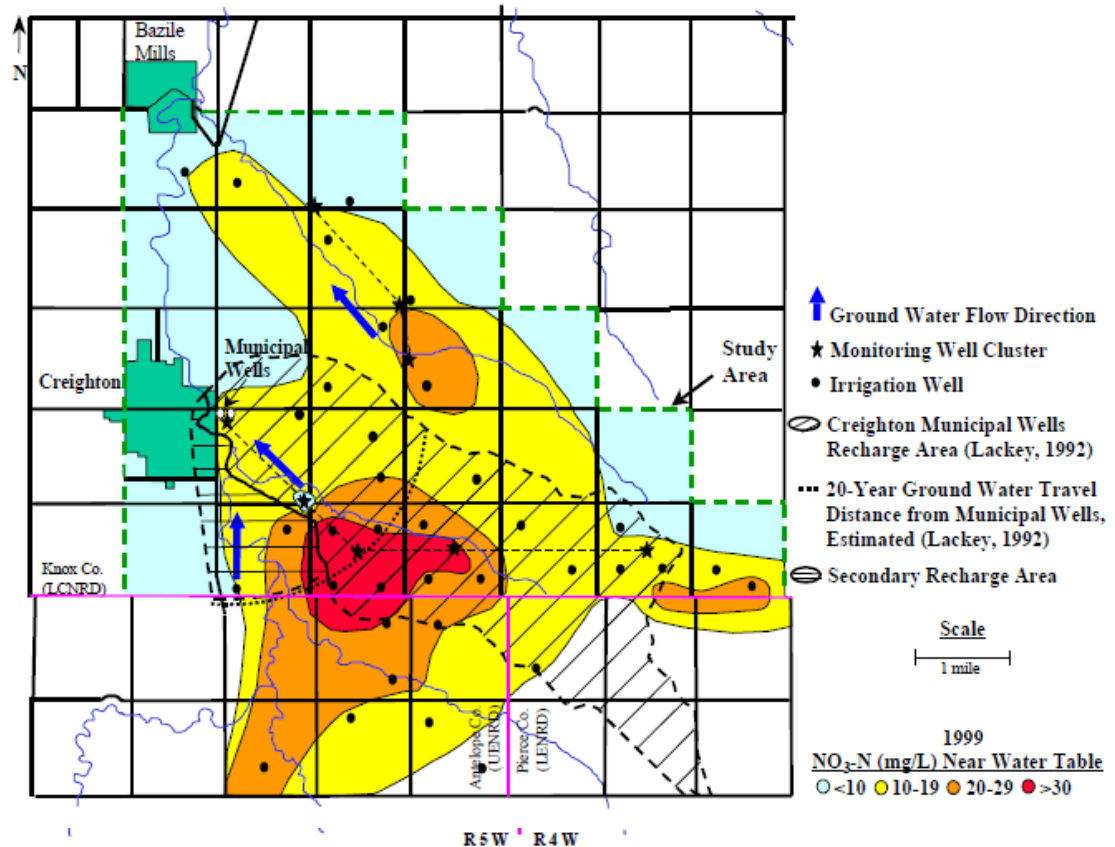 N
Bazile
Mills
Municipal
Wells
Creighton
Study
Area
Knox Co.
(LCNRD)
Antelope Co.
(UENRD)
Pierce Co.
(LENRD)
R 5 W
R 4 W
Ground Water Flow Direction
Monitoring Well Cluster
Irrigation Well
Creighton Municipal Wells
Recharge Area (Lackey, 1992)
20-Year Ground Water Travel
Distance from Municipal Wells,
Estimated (Lackey, 1992)
Secondary Recharge Area
Scale
1 mile
1999
NO3-N (mg/L) Near Water Table
<10 10-19 20-29 >30